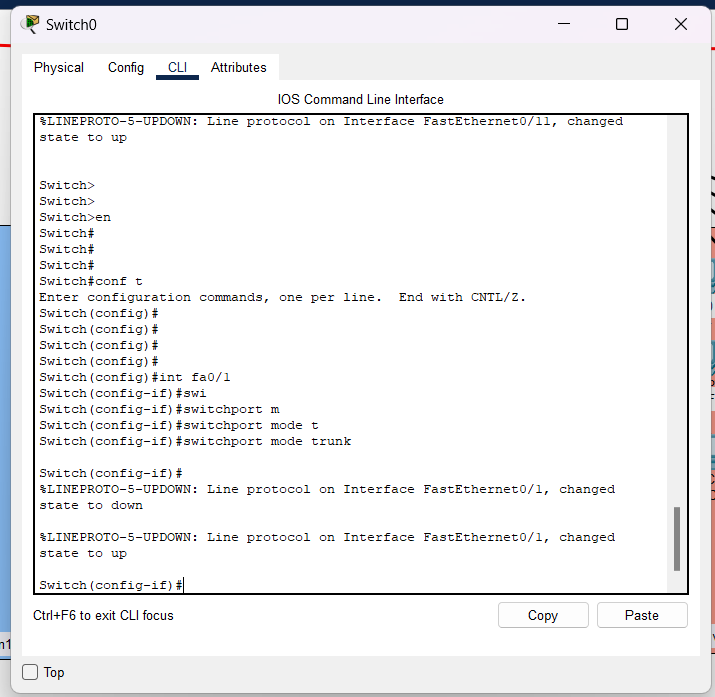 Switch0
Physical Config CLI Attributes
IOS Command Line Interface
%LINEPROTO-5-UPDOWN: Line protocol on Interface FastEthernet0/11, changed
state to up
Switch>
Switch>
Switch>en
Switch#
Switch#
Switch#
Switch#conf t
Enter configuration commands, one per line.  End with CNTL/Z.
Switch(config)#
Switch(config)#
Switch(config)#
Switch(config)#
Switch(config)#int fa0/1
Switch(config-if)#swi
Switch(config-if)#switchport m
Switch(config-if)#switchport mode t
Switch(config-if)#switchport mode trunk
Switch(config-if)#
%LINEPROTO-5-UPDOWN: Line protocol on Interface FastEthernet0/1, changed
state to down
%LINEPROTO-5-UPDOWN: Line protocol on Interface FastEthernet0/1, changed
state to up
Switch(config-if)#
Ctrl+F6 to exit CLI focus
Copy
Paste
Top